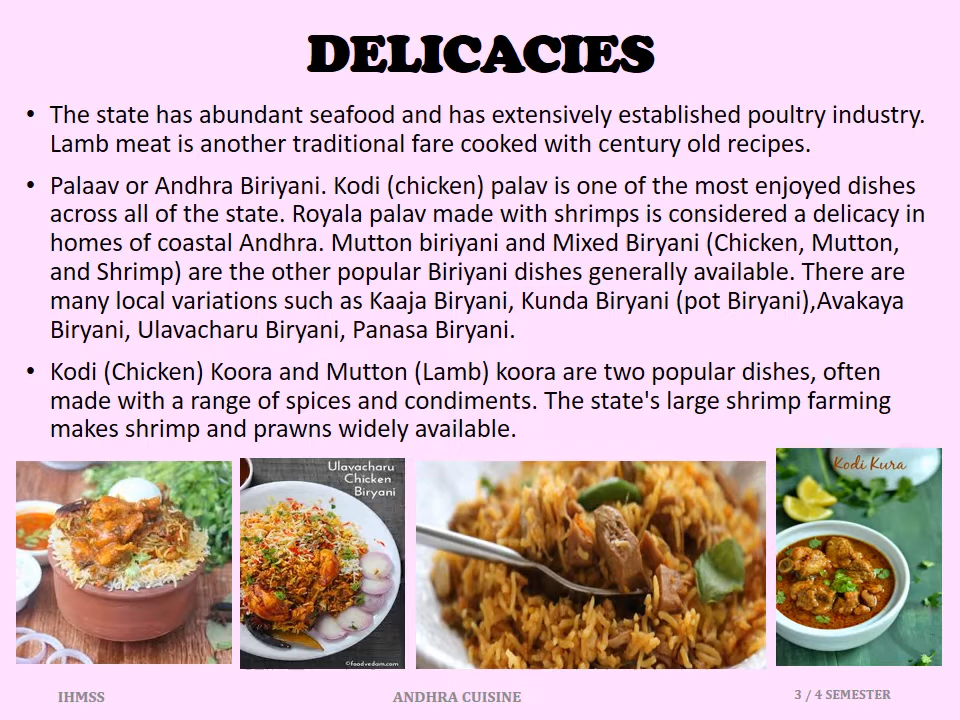 DELICACIES
• The state has abundant seafood and has extensively established poultry industry.
Lamb meat is another traditional fare cooked with century old recipes.
• Palaav or Andhra Biriyani. Kodi (chicken) palav is one of the most enjoyed dishes
across all of the state. Royala palav made with shrimps is considered a delicacy in
homes of coastal Andhra. Mutton biriyani and Mixed Biryani (Chicken, Mutton,
and Shrimp) are the other popular Biriyani dishes generally available. There are
many local variations such as Kaaja Biryani, Kunda Biryani (pot Biryani),Avakaya
Biryani, Ulavacharu Biryani, Panasa Biryani.
• Kodi (Chicken) Koora and Mutton (Lamb) koora are two popular dishes, often
made with a range of spices and condiments. The state's large shrimp farming
makes shrimp and prawns widely available.
Ulavacharu
Chicken
Biryani
©foodvedam.com
Kodi Kura
IHMSS
ANDHRA CUISINE
3 / 4 SEMESTER